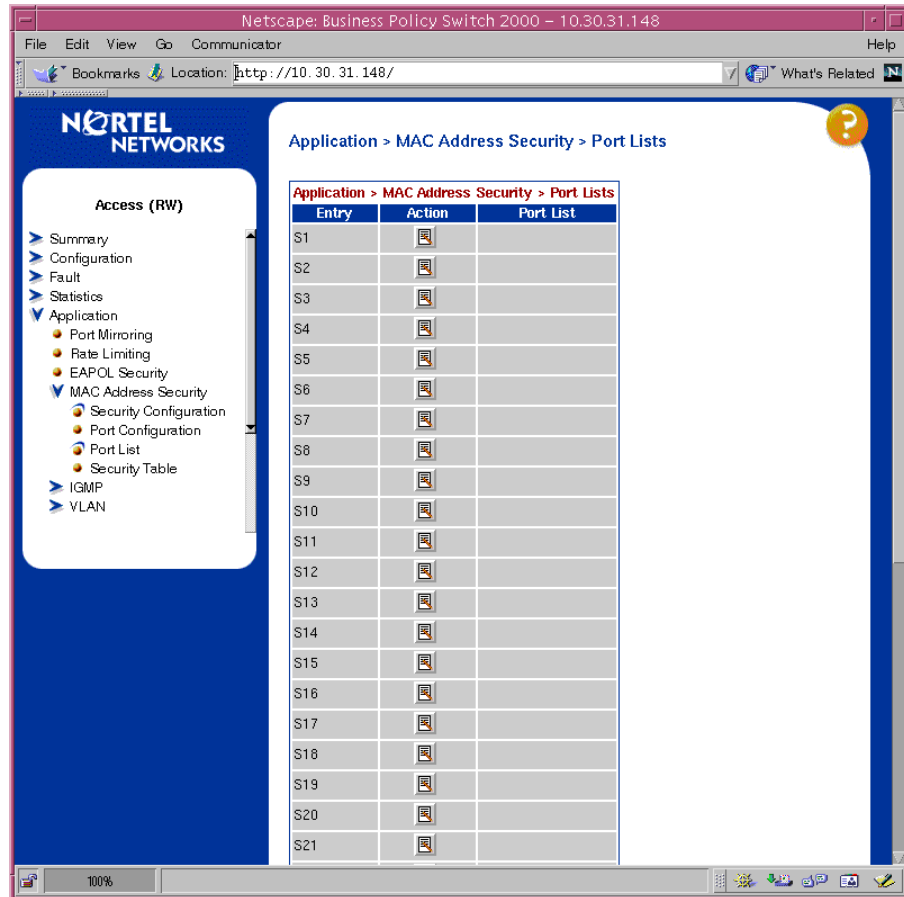 Netscape: Business Policy Switch 2000 – 10.30.31.148
File Edit View Go Communicator Help
Bookmarks Location: http://10.30.31.148/ What's Related N
NORTEL
NETWORKS
Application > MAC Address Security > Port Lists
?
Access (RW)
Summary
Configuration
Fault
Statistics
Application
Port Mirroring
Rate Limiting
EAPOL Security
MAC Address Security
Security Configuration
Port Configuration
Port List
Security Table
IGMP
VLAN
Application > MAC Address Security > Port Lists
Entry Action Port List
S1
S2
S3
S4
S5
S6
S7
S8
S9
S10
S11
S12
S13
S14
S15
S16
S17
S18
S19
S20
S21
100%